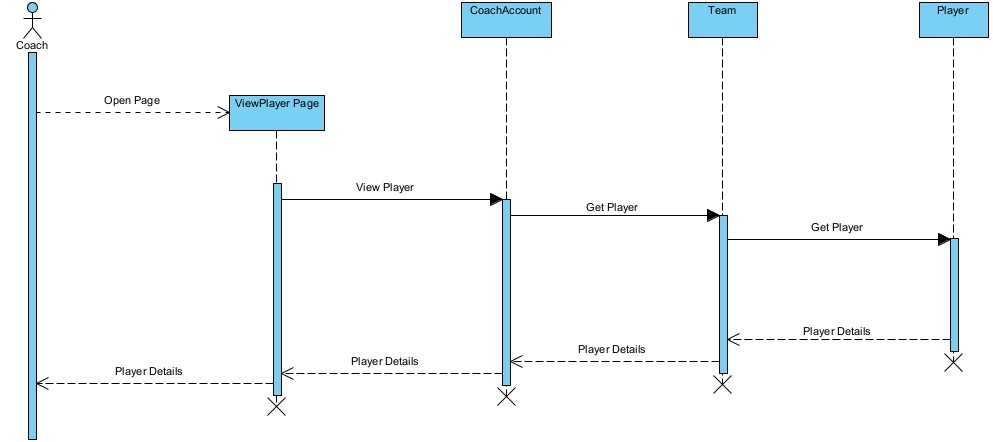 CoachAccount
Team
Player
Coach
Open Page
ViewPlayer Page
View Player
Get Player
Get Player
Player Details
Player Details
Player Details
Player Details